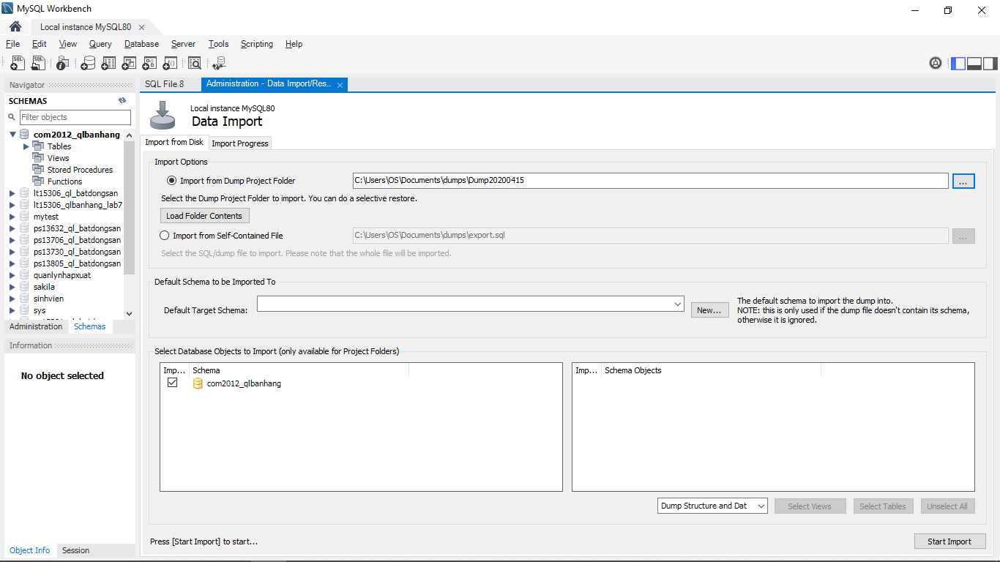 MySQL Workbench
Local instance MySQL80
File Edit View Query Database Server Tools Scripting Help
Navigator
SCHEMAS
Filter objects
com2012_qlbanhang
Tables
Views
Stored Procedures
Functions
lt15306_ql_batdongsan
lt15306_qlbanhang_lab7
mytest
ps13632_ql_batdongsan
ps13706_ql_batdongsan
ps13730_ql_batdongsan
ps13805_ql_batdongsan
quanlynhapxuat
sakila
sinhvien
sys
Administration Schemas
Information
No object selected
Object Info Session
SQL File 8
Administration - Data Import/Res...
Local instance MySQL80
Data Import
Import from Disk Import Progress
Import Options
Import from Dump Project Folder C:\Users\OS\Documents\dumps\Dump20200415 ...
Select the Dump Project Folder to import. You can do a selective restore.
Load Folder Contents
Import from Self-Contained File C:\Users\OS\Documents\dumps\export.sql ...
Select the SQL/dump file to import. Please note that the whole file will be imported.
Default Schema to be Imported To
Default Target Schema: New...
The default schema to import the dump into.
NOTE: this is only used if the dump file doesn't contain its schema,
otherwise it is ignored.
Select Database Objects to Import (only available for Project Folders)
Imp... Schema
com2012_qlbanhang
Imp... Schema Objects
Dump Structure and Dat Select Views Select Tables Unselect All
Press [Start Import] to start...
Start Import